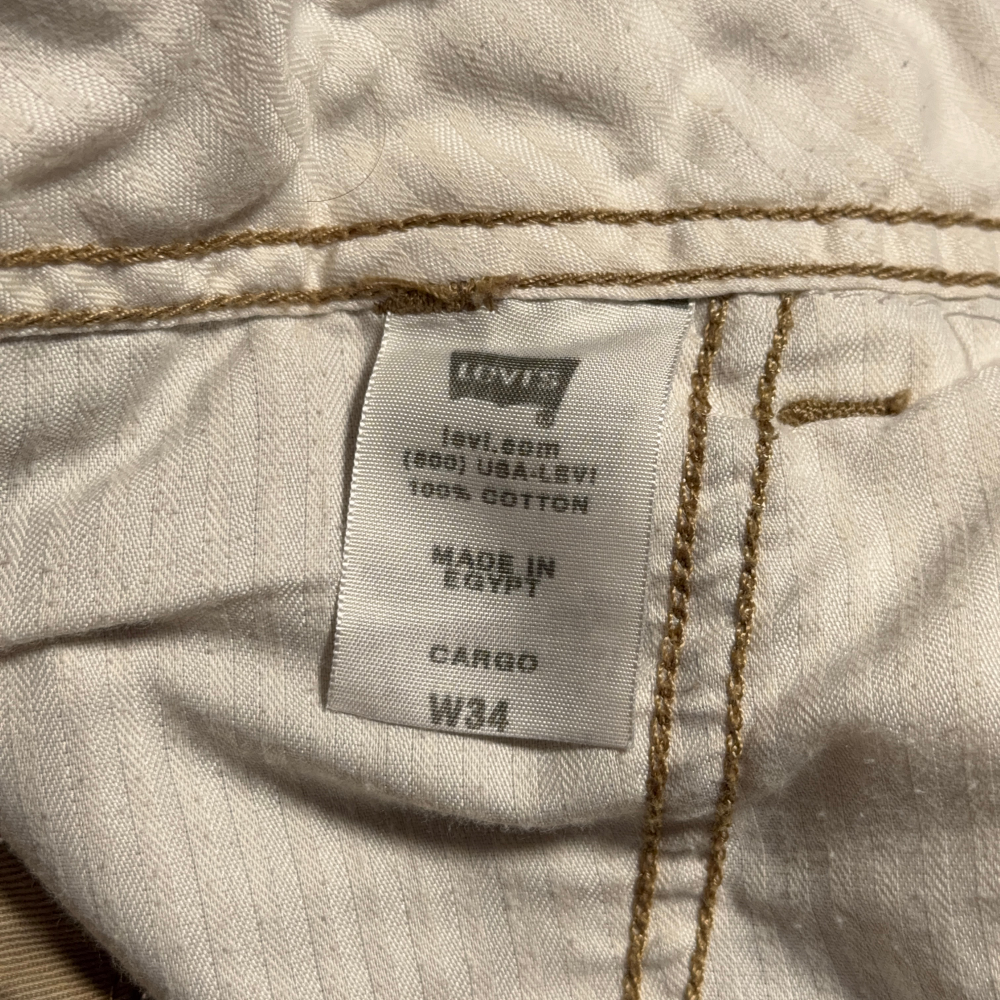 LEVI'S
levi.com
(800) USA-LEVI
100% COTTON
MADE IN
EGYPT
CARGO
W34